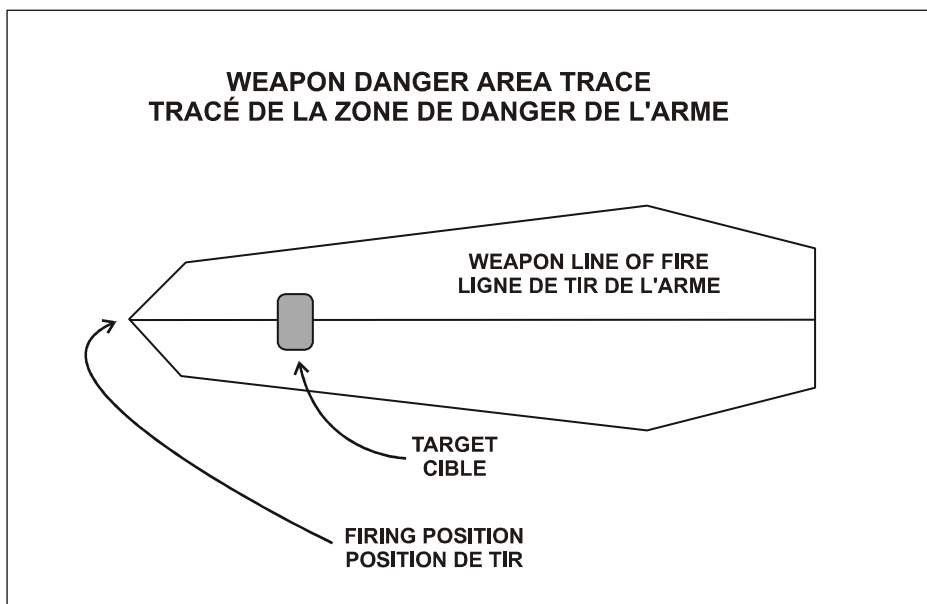 WEAPON DANGER AREA TRACE
TRACÉ DE LA ZONE DE DANGER DE L'ARME
WEAPON LINE OF FIRE
LIGNE DE TIR DE L'ARME
TARGET
CIBLE
FIRING POSITION
POSITION DE TIR